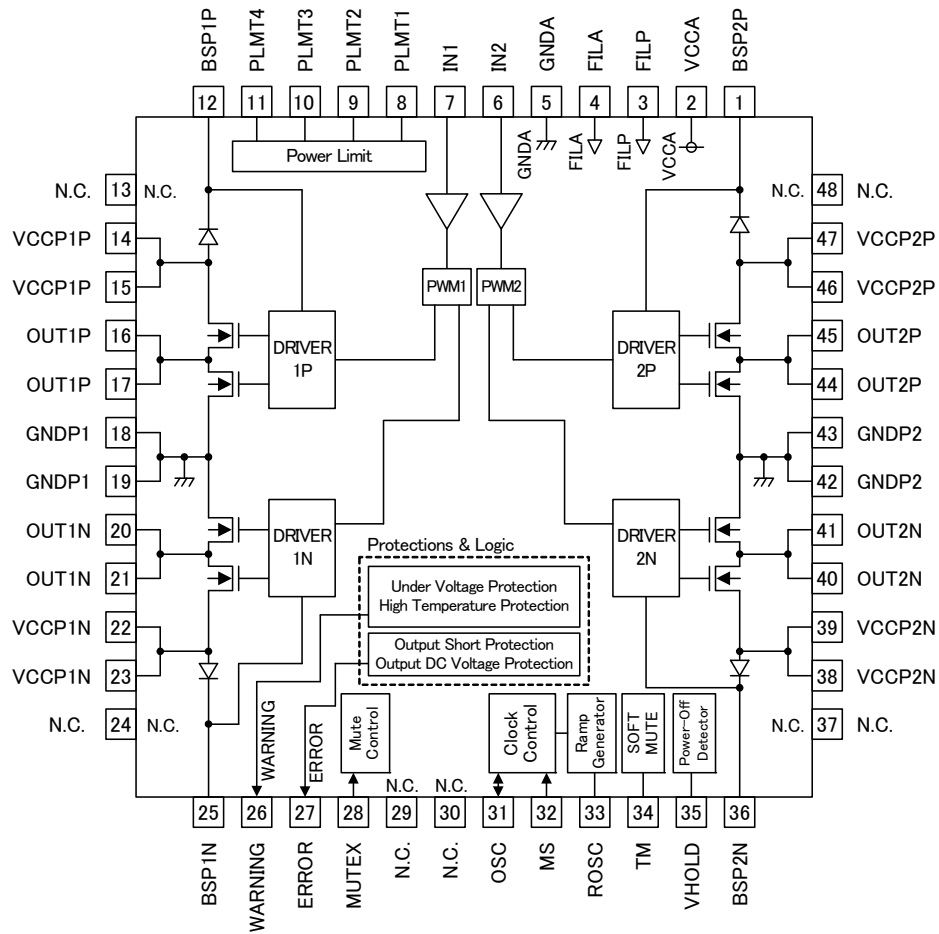 BSP1P
PLMT4
PLMT3
PLMT2
PLMT1
IN1
IN2
GNDA
FILA
FILP
VCCA
BSP2P
12
11
10
9
8
7
6
5
4
3
2
1
Power Limit
GNDA
FILA
FILP
VCCA
N.C.
13
N.C.
N.C.
48
N.C.
VCCP1P
14
47
VCCP2P
VCCP1P
15
PWM1
PWM2
46
VCCP2P
OUT1P
16
DRIVER
1P
DRIVER
2P
45
OUT2P
OUT1P
17
44
OUT2P
GNDP1
18
43
GNDP2
GNDP1
19
42
GNDP2
OUT1N
20
DRIVER
1N
DRIVER
2N
41
OUT2N
OUT1N
21
40
OUT2N
Protections & Logic
Under Voltage Protection
High Temperature Protection
Output Short Protection
Output DC Voltage Protection
VCCP1N
22
39
VCCP2N
VCCP1N
23
38
VCCP2N
N.C.
24
N.C.
37
N.C.
WARNING
ERROR
Mute
Control
N.C.
N.C.
Clock
Control
Ramp
Generator
SOFT
MUTE
Power-Off
Detector
25
26
27
28
29
30
31
32
33
34
35
36
BSP1N
WARNING
ERROR
MUTEX
N.C.
N.C.
OSC
MS
ROSC
TM
VHOLD
BSP2N